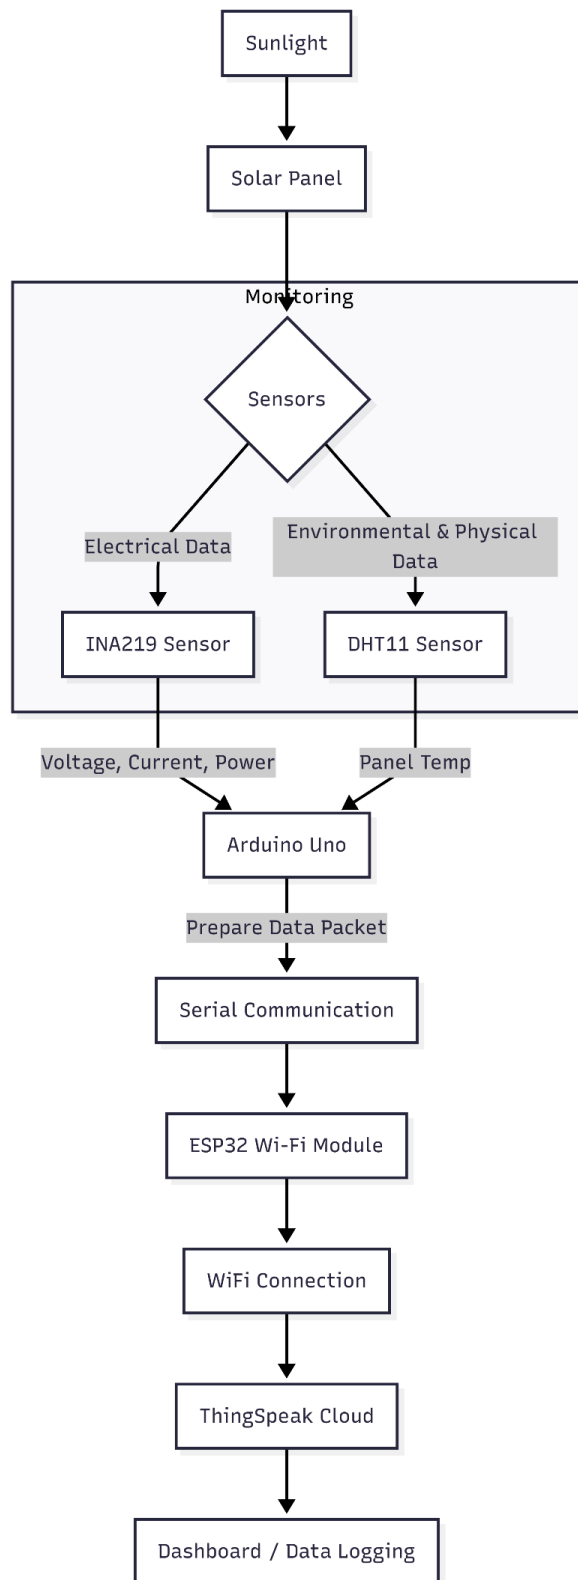 Sunlight
Solar Panel
Monitoring
Sensors
Electrical Data
Environmental & Physical
Data
INA219 Sensor
DHT11 Sensor
Voltage, Current, Power
Panel Temp
Arduino Uno
Prepare Data Packet
Serial Communication
ESP32 Wi-Fi Module
WiFi Connection
ThingSpeak Cloud
Dashboard / Data Logging